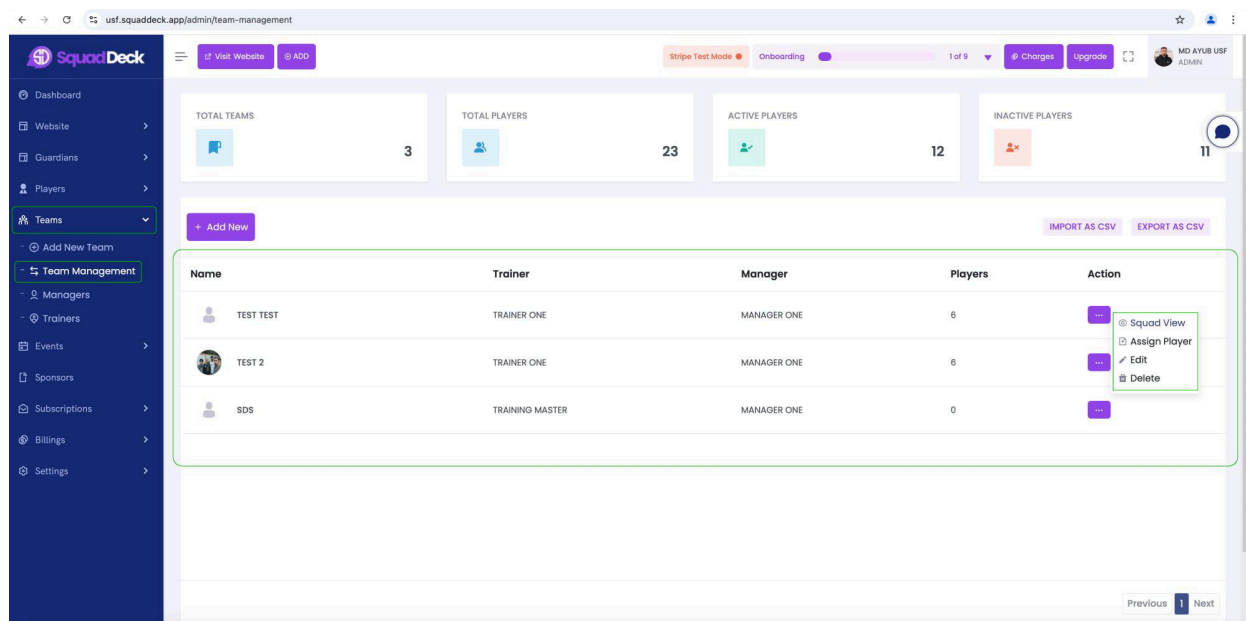 usf.squaddeck.app/admin/team-management
SquadDeck
Visit Website
ADD
Stripe Test Mode
Onboarding
1 of 9
Charges
Upgrade
MD AYUB USF
ADMIN
Dashboard
Website
Guardians
Players
Teams
Add New Team
Team Management
Managers
Trainers
Events
Sponsors
Subscriptions
Billings
Settings
TOTAL TEAMS
3
TOTAL PLAYERS
23
ACTIVE PLAYERS
12
INACTIVE PLAYERS
11
+ Add New
IMPORT AS CSV
EXPORT AS CSV
Name Trainer Manager Players Action
TEST TEST TRAINER ONE MANAGER ONE 6 ...
TEST 2 TRAINER ONE MANAGER ONE 6 ...
SDS TRAINING MASTER MANAGER ONE 0 ...
Squad View
Assign Player
Edit
Delete
Previous 1 Next